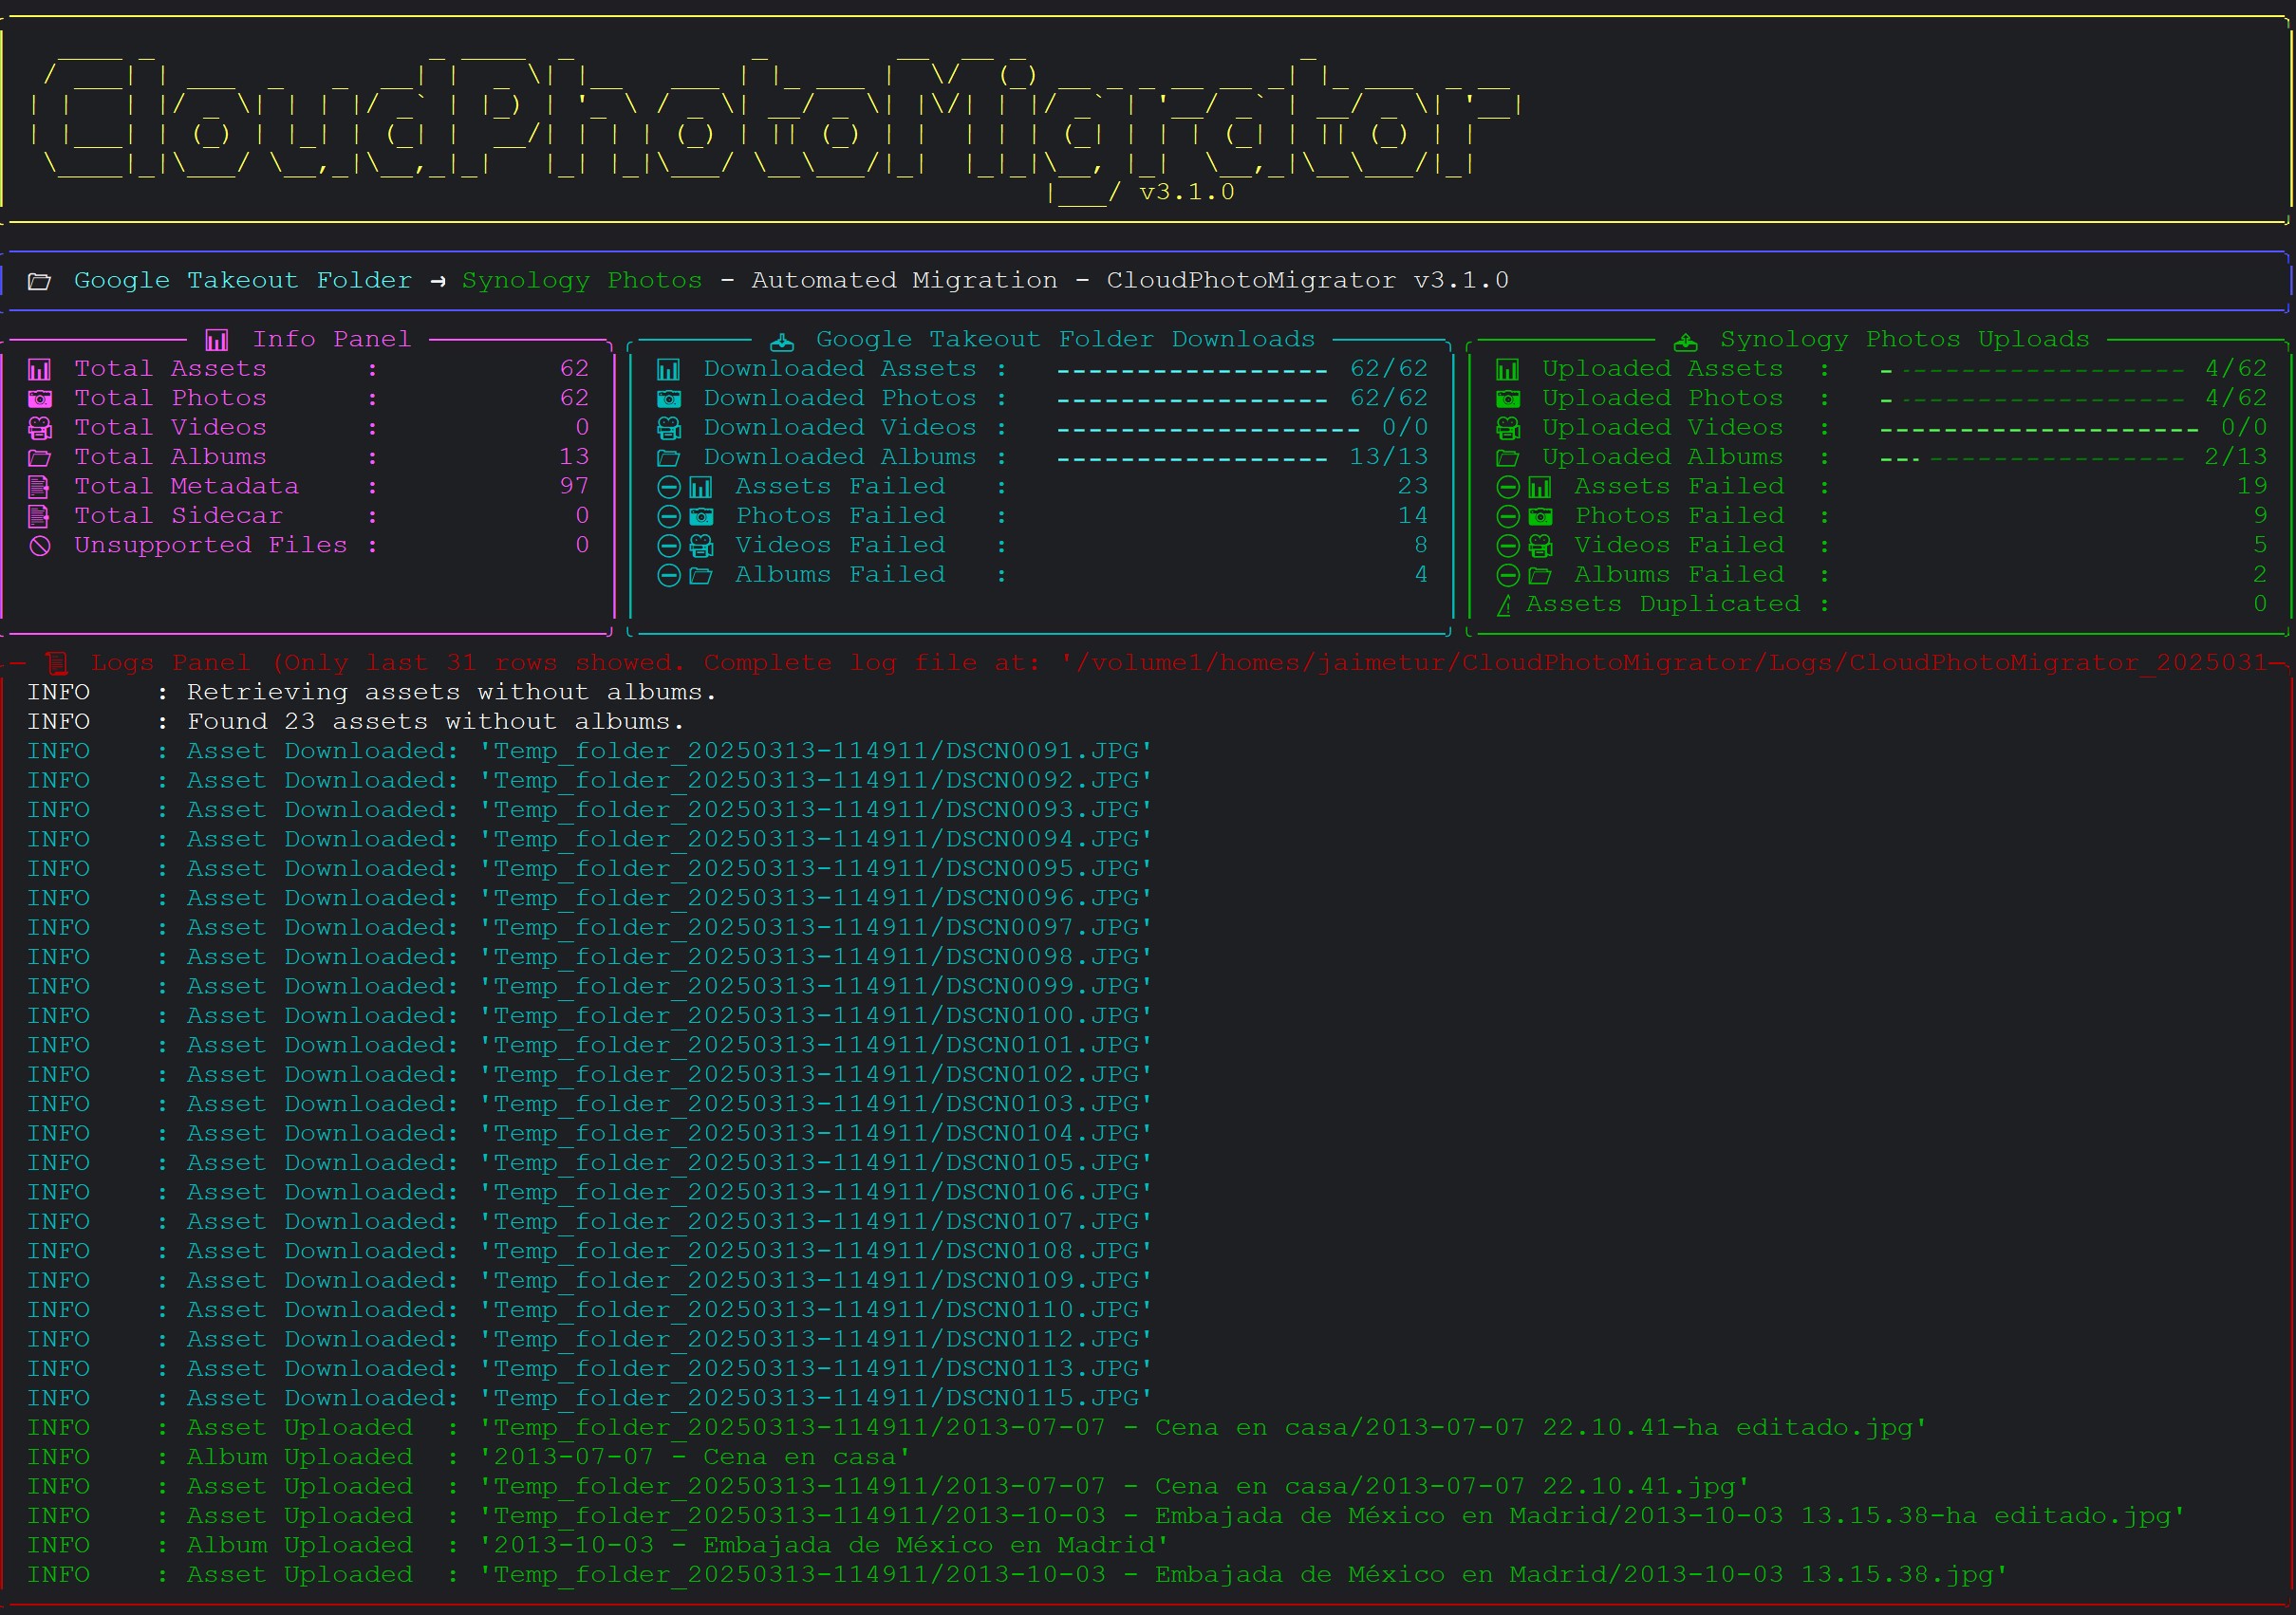 CloudPhotoMigrator
v3.1.0
Google Takeout Folder → Synology Photos - Automated Migration - CloudPhotoMigrator v3.1.0
Info Panel
Total Assets : 62
Total Photos : 62
Total Videos : 0
Total Albums : 13
Total Metadata : 97
Total Sidecar : 0
Unsupported Files : 0
Google Takeout Folder Downloads
Downloaded Assets : 62/62
Downloaded Photos : 62/62
Downloaded Videos : 0/0
Downloaded Albums : 13/13
Assets Failed : 23
Photos Failed : 14
Videos Failed : 8
Albums Failed : 4
Synology Photos Uploads
Uploaded Assets : 4/62
Uploaded Photos : 4/62
Uploaded Videos : 0/0
Uploaded Albums : 2/13
Assets Failed : 19
Photos Failed : 9
Videos Failed : 5
Albums Failed : 2
Assets Duplicated : 0
Logs Panel (Only last 31 rows showed. Complete log file at: '/volume1/homes/jaimetur/CloudPhotoMigrator/Logs/CloudPhotoMigrator_2025031
INFO : Retrieving assets without albums.
INFO : Found 23 assets without albums.
INFO : Asset Downloaded: 'Temp_folder_20250313-114911/DSCN0091.JPG'
INFO : Asset Downloaded: 'Temp_folder_20250313-114911/DSCN0092.JPG'
INFO : Asset Downloaded: 'Temp_folder_20250313-114911/DSCN0093.JPG'
INFO : Asset Downloaded: 'Temp_folder_20250313-114911/DSCN0094.JPG'
INFO : Asset Downloaded: 'Temp_folder_20250313-114911/DSCN0095.JPG'
INFO : Asset Downloaded: 'Temp_folder_20250313-114911/DSCN0096.JPG'
INFO : Asset Downloaded: 'Temp_folder_20250313-114911/DSCN0097.JPG'
INFO : Asset Downloaded: 'Temp_folder_20250313-114911/DSCN0098.JPG'
INFO : Asset Downloaded: 'Temp_folder_20250313-114911/DSCN0099.JPG'
INFO : Asset Downloaded: 'Temp_folder_20250313-114911/DSCN0100.JPG'
INFO : Asset Downloaded: 'Temp_folder_20250313-114911/DSCN0101.JPG'
INFO : Asset Downloaded: 'Temp_folder_20250313-114911/DSCN0102.JPG'
INFO : Asset Downloaded: 'Temp_folder_20250313-114911/DSCN0103.JPG'
INFO : Asset Downloaded: 'Temp_folder_20250313-114911/DSCN0104.JPG'
INFO : Asset Downloaded: 'Temp_folder_20250313-114911/DSCN0105.JPG'
INFO : Asset Downloaded: 'Temp_folder_20250313-114911/DSCN0106.JPG'
INFO : Asset Downloaded: 'Temp_folder_20250313-114911/DSCN0107.JPG'
INFO : Asset Downloaded: 'Temp_folder_20250313-114911/DSCN0108.JPG'
INFO : Asset Downloaded: 'Temp_folder_20250313-114911/DSCN0109.JPG'
INFO : Asset Downloaded: 'Temp_folder_20250313-114911/DSCN0110.JPG'
INFO : Asset Downloaded: 'Temp_folder_20250313-114911/DSCN0112.JPG'
INFO : Asset Downloaded: 'Temp_folder_20250313-114911/DSCN0113.JPG'
INFO : Asset Downloaded: 'Temp_folder_20250313-114911/DSCN0115.JPG'
INFO : Asset Uploaded : 'Temp_folder_20250313-114911/2013-07-07 - Cena en casa/2013-07-07 22.10.41-ha editado.jpg'
INFO : Album Uploaded : '2013-07-07 - Cena en casa'
INFO : Asset Uploaded : 'Temp_folder_20250313-114911/2013-07-07 - Cena en casa/2013-07-07 22.10.41.jpg'
INFO : Asset Uploaded : 'Temp_folder_20250313-114911/2013-10-03 - Embajada de México en Madrid/2013-10-03 13.15.38-ha editado.jpg'
INFO : Album Uploaded : '2013-10-03 - Embajada de México en Madrid'
INFO : Asset Uploaded : 'Temp_folder_20250313-114911/2013-10-03 - Embajada de México en Madrid/2013-10-03 13.15.38.jpg'